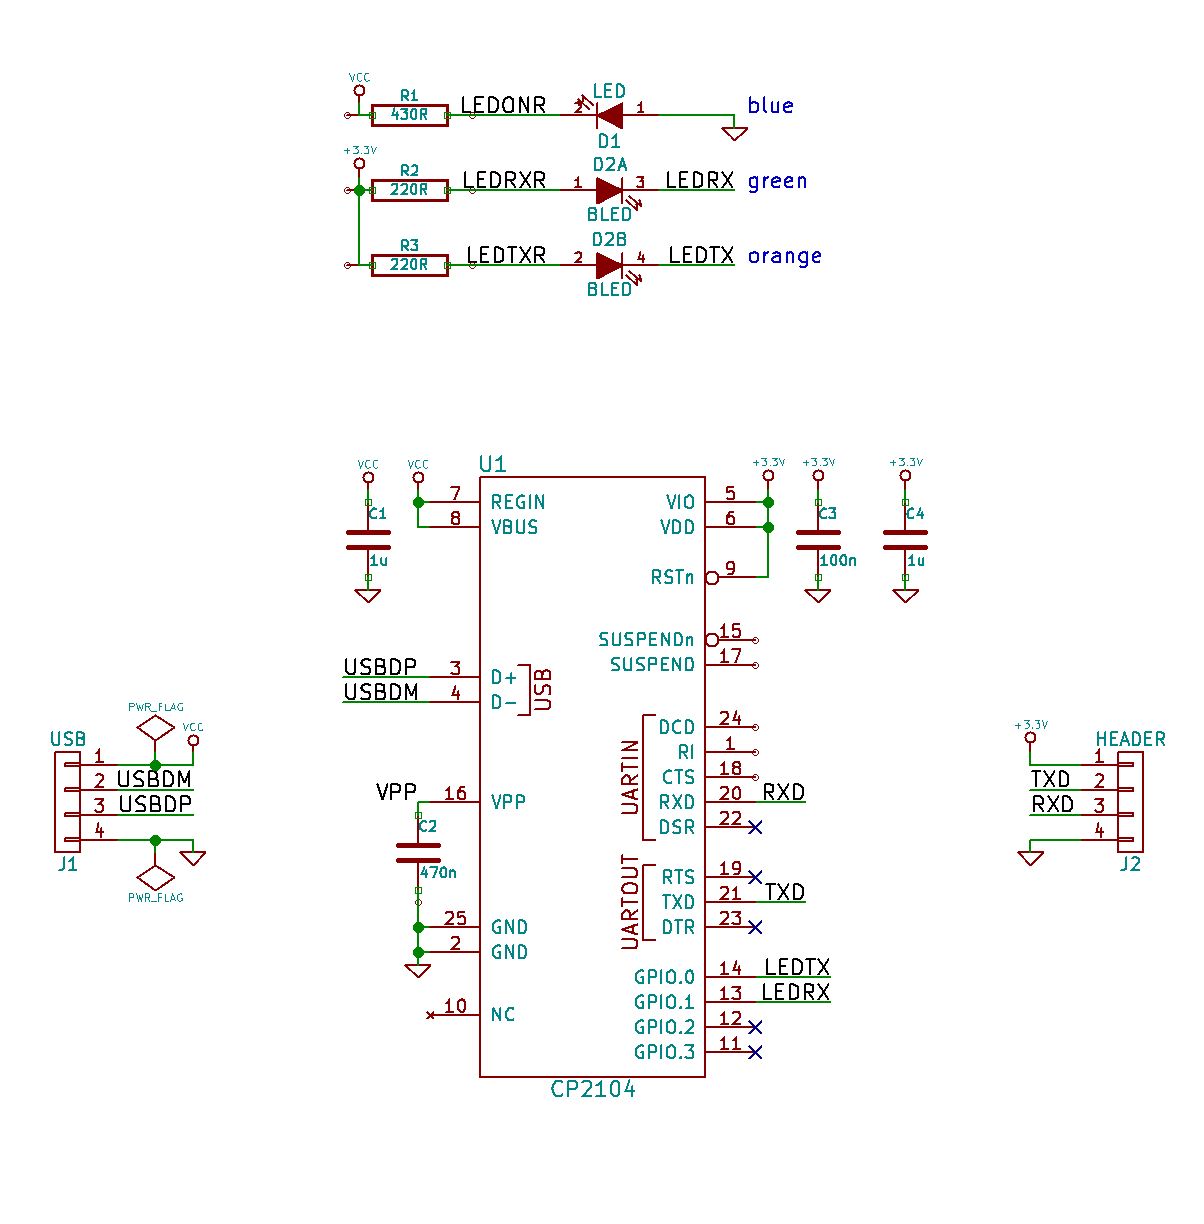 VCC
R1
430R
LEDONR
2
LED
1
D1
blue
+3.3V
R2
220R
LEDRXR
1
D2A
3
BLED
LEDRX
green
R3
220R
LEDTXR
2
D2B
4
BLED
LEDTX
orange
VCC
C1
1u
VCC
U1
7 REGIN
8 VBUS
USBDP 3 D+
USBDM 4 D-
USB
VPP 16 VPP
C2
470n
25 GND
2 GND
10 NC
VIO 5
VDD 6
RSTn 9
SUSPENDn 15
SUSPEND 17
UARTIN
DCD 24
RI 1
CTS 18
RXD 20 RXD
DSR 22
UARTOUT
RTS 19
TXD 21 TXD
DTR 23
GPIO.0 14 LEDTX
GPIO.1 13 LEDRX
GPIO.2 12
GPIO.3 11
CP2104
+3.3V
+3.3V
C3
100n
+3.3V
C4
1u
PWR_FLAG
VCC
USB
1
2 USBDM
3 USBDP
4
J1
PWR_FLAG
+3.3V
HEADER
1
TXD 2
RXD 3
4
J2